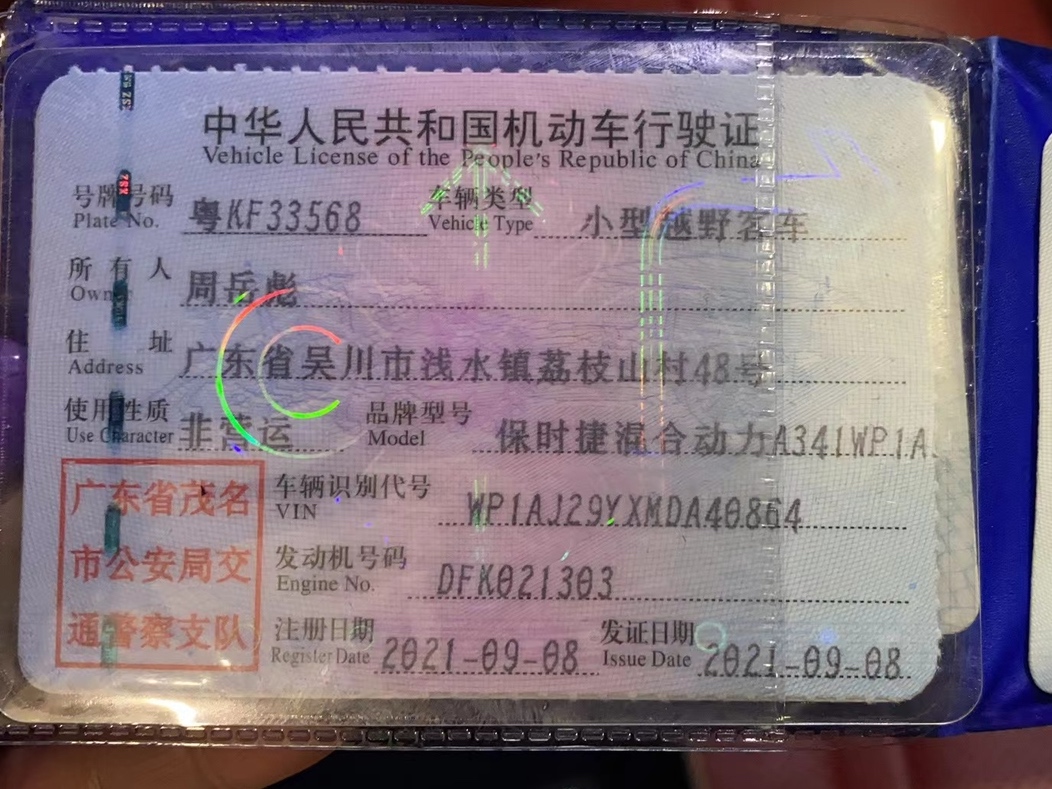 中华人民共和国机动车行驶证
Vehicle License of the People's Republic of China
号牌号码 粤KF33568 车辆类型 小型越野客车
Plate No. Vehicle Type
所有人 周岳彪
Owner
住址 广东省吴川市浅水镇荔枝山村48号
Address
使用性质 非营运 品牌型号 保时捷混合动力A341WP1A
Use Character Model
广东省茂名
市公安局交
通警察支队
车辆识别代号 WP1AJ29YXMDA40864
VIN
发动机号码 DFK021303
Engine No.
注册日期 2021-09-08 发证日期 2021-09-08
Register Date Issue Date